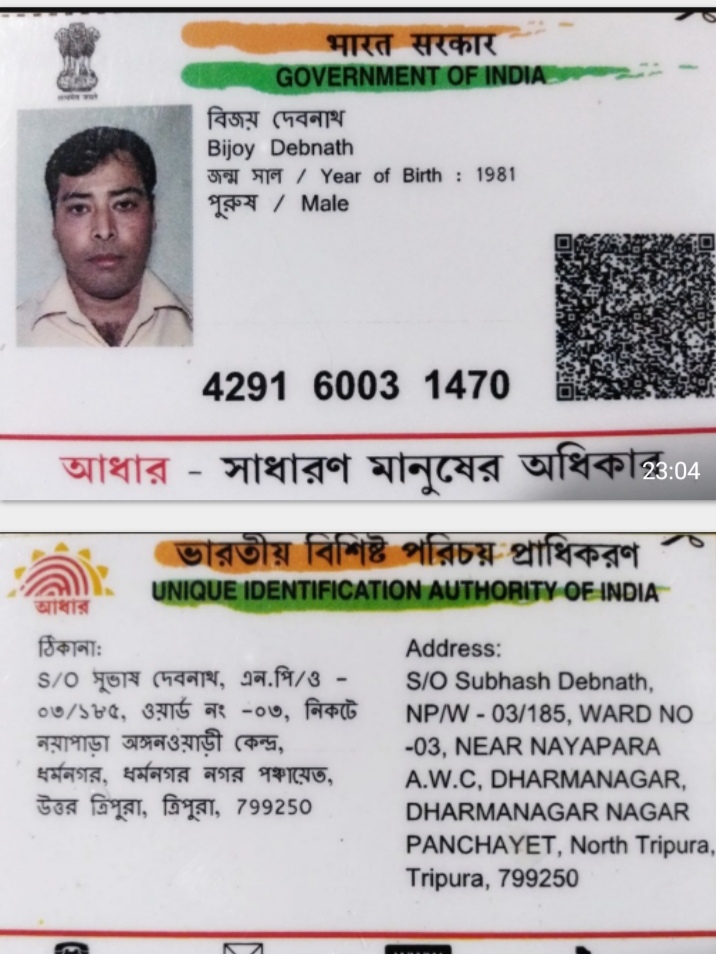 भारत सरकार
GOVERNMENT OF INDIA
বিজয় দেবনাথ
Bijoy Debnath
জন্ম সাল / Year of Birth : 1981
পুরুষ / Male
4291 6003 1470
আধার - সাধারণ মানুষের অধিকার
23:04
ভারতীয় বিশিষ্ট পরিচয় প্রাধিকরণ
UNIQUE IDENTIFICATION AUTHORITY OF INDIA
আধার
ঠিকানা:
S/O সুভাষ দেবনাথ, এন.পি/ও -
০৩/১৮৫, ওয়ার্ড নং -০৩, নিকটে
নয়াপাড়া অঙ্গনওয়াড়ী কেন্দ্র,
ধর্মনগর, ধর্মনগর নগর পঞ্চায়েত,
উত্তর ত্রিপুরা, ত্রিপুরা, 799250
Address:
S/O Subhash Debnath,
NP/W - 03/185, WARD NO
-03, NEAR NAYAPARA
A.W.C, DHARMANAGAR,
DHARMANAGAR NAGAR
PANCHAYET, North Tripura,
Tripura, 799250